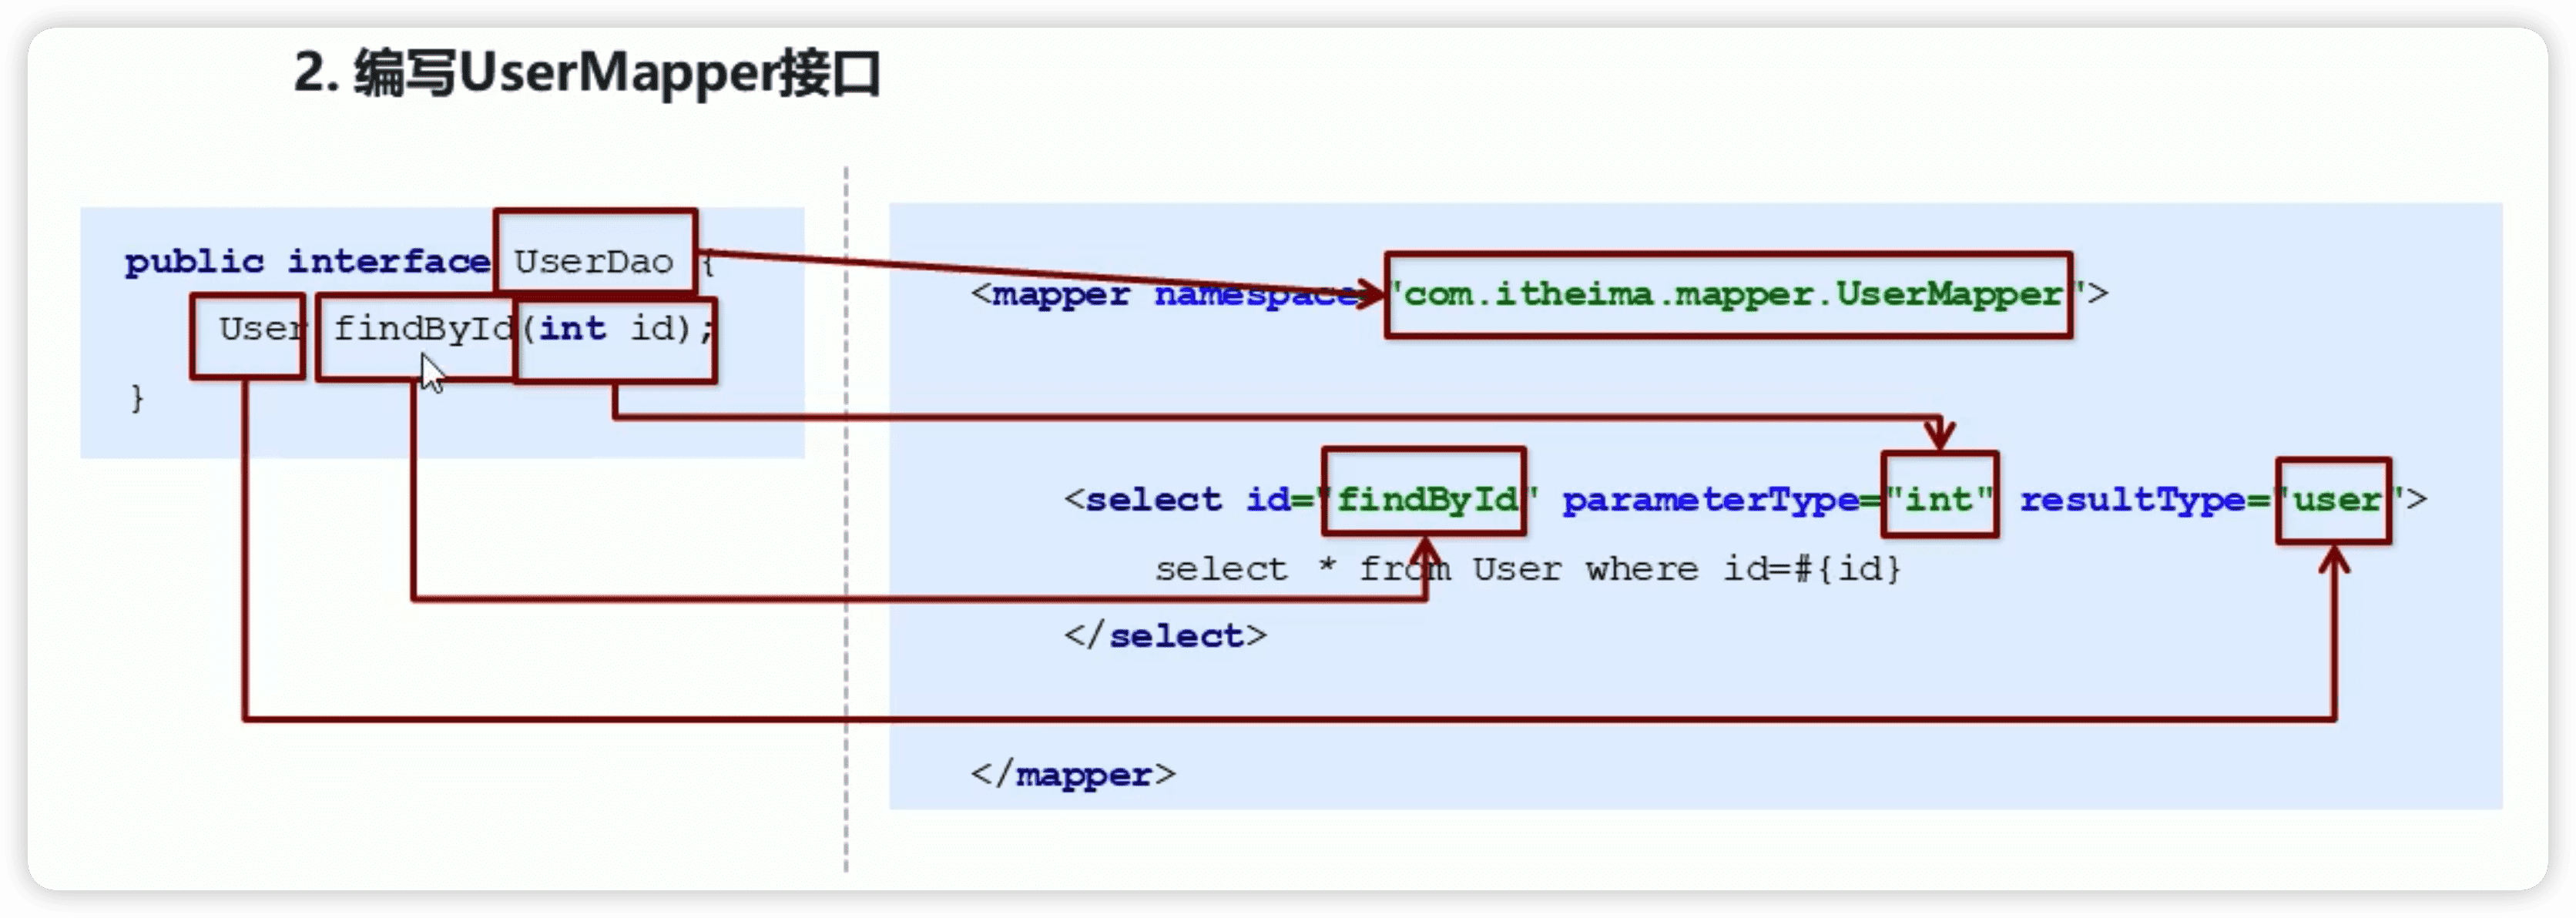 2. 编写UserMapper接口
public interface UserDao {
User findById(int id);
}
<mapper namespace="com.itheima.mapper.UserMapper">
<select id="findById" parameterType="int" resultType="user">
select * from User where id=#{id}
</select>
</mapper>